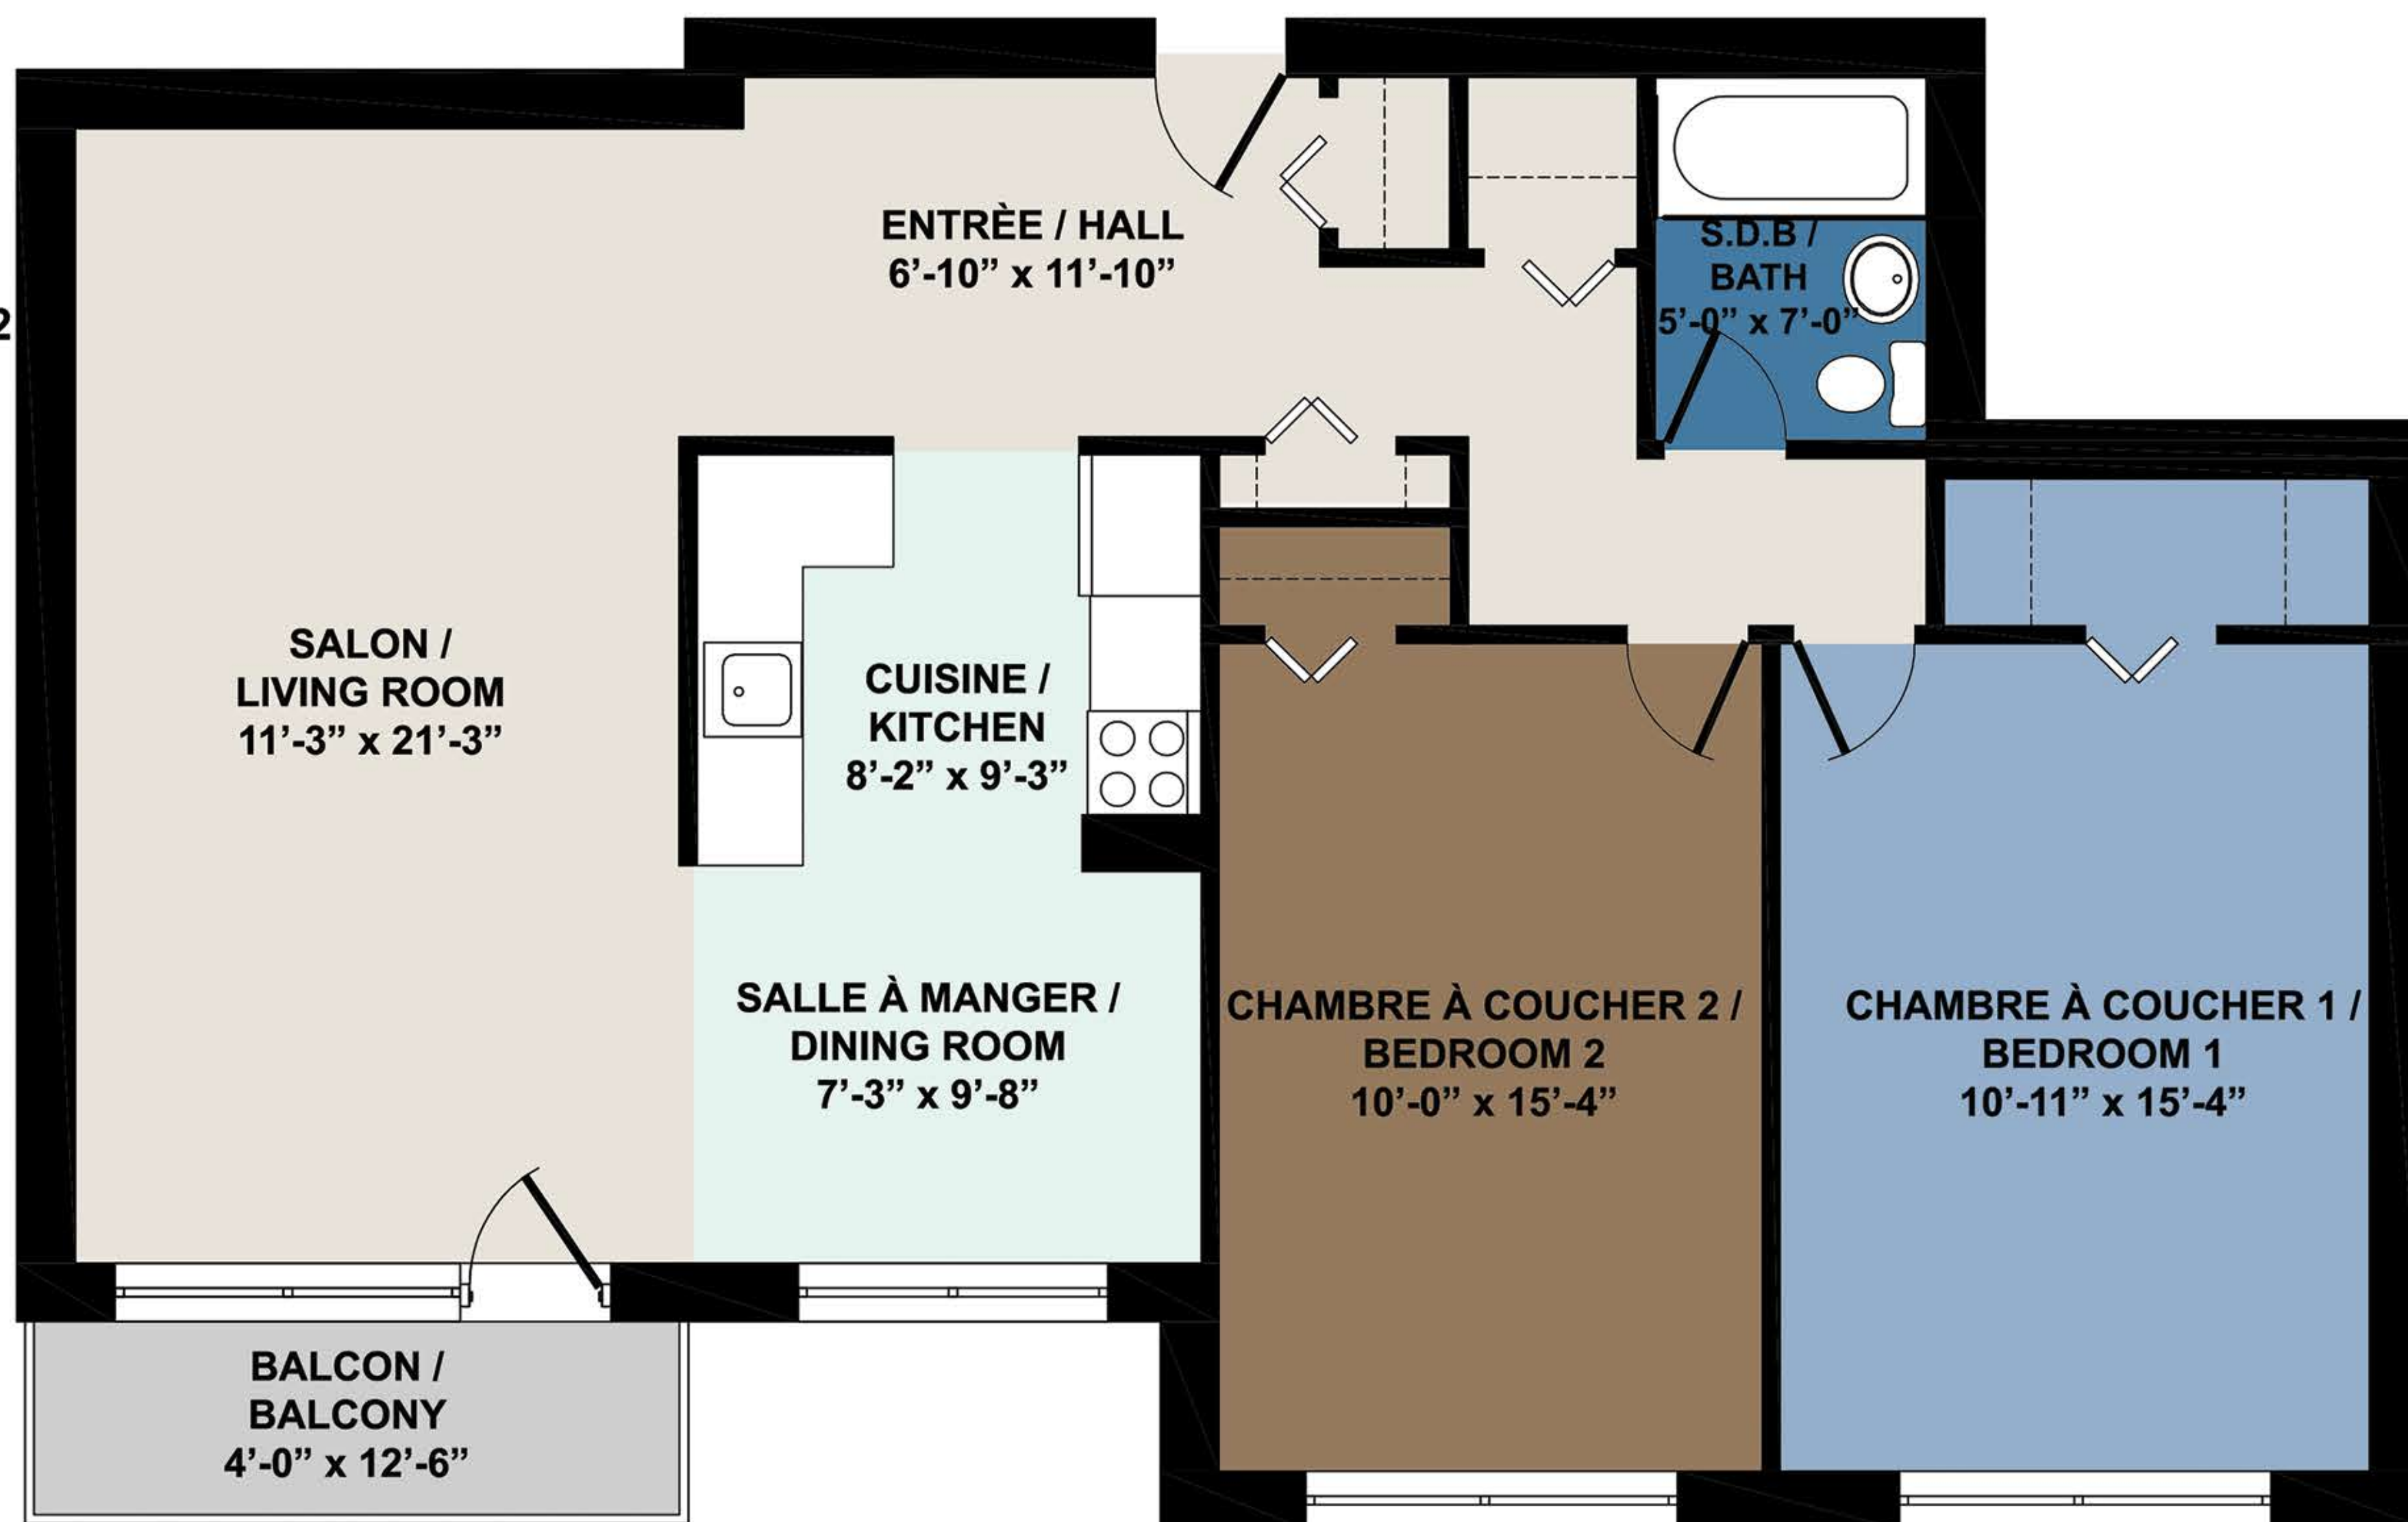 ENTRÈE / HALL
6’-10” x 11’-10”
S.D.B /
BATH
5’-0” x 7’-0”
2
SALON /
LIVING ROOM
11’-3” x 21’-3”
CUISINE /
KITCHEN
8’-2” x 9’-3”
SALLE À MANGER /
DINING ROOM
7’-3” x 9’-8”
CHAMBRE À COUCHER 2 /
BEDROOM 2
10’-0” x 15’-4”
CHAMBRE À COUCHER 1 /
BEDROOM 1
10’-11” x 15’-4”
BALCON /
BALCONY
4’-0” x 12’-6”